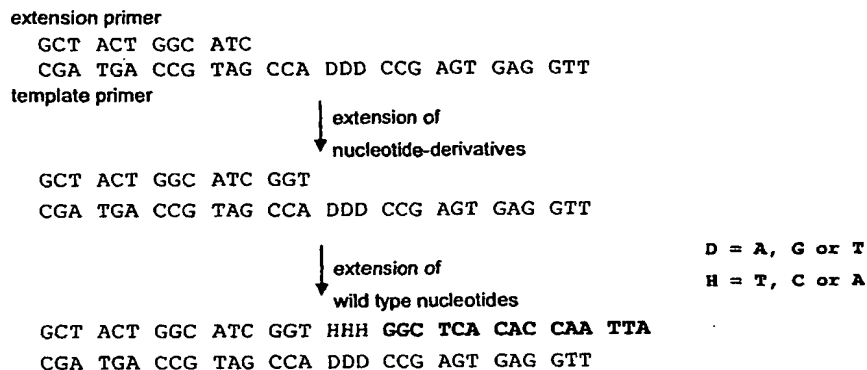 extension primer
GCT ACT GGC ATC
CGA TGA CCG TAG CCA DDD CCG AGT GAG GTT
template primer
extension of
nucleotide-derivatives
GCT ACT GGC ATC GGT
CGA TGA CCG TAG CCA DDD CCG AGT GAG GTT
D = A, G or T
extension of
H = T, C or A
wild type nucleotides
GCT ACT GGC ATC GGT HHH GGC TCA CAC CAA TTA
CGA TGA CCG TAG CCA DDD CCG AGT GAG GTT